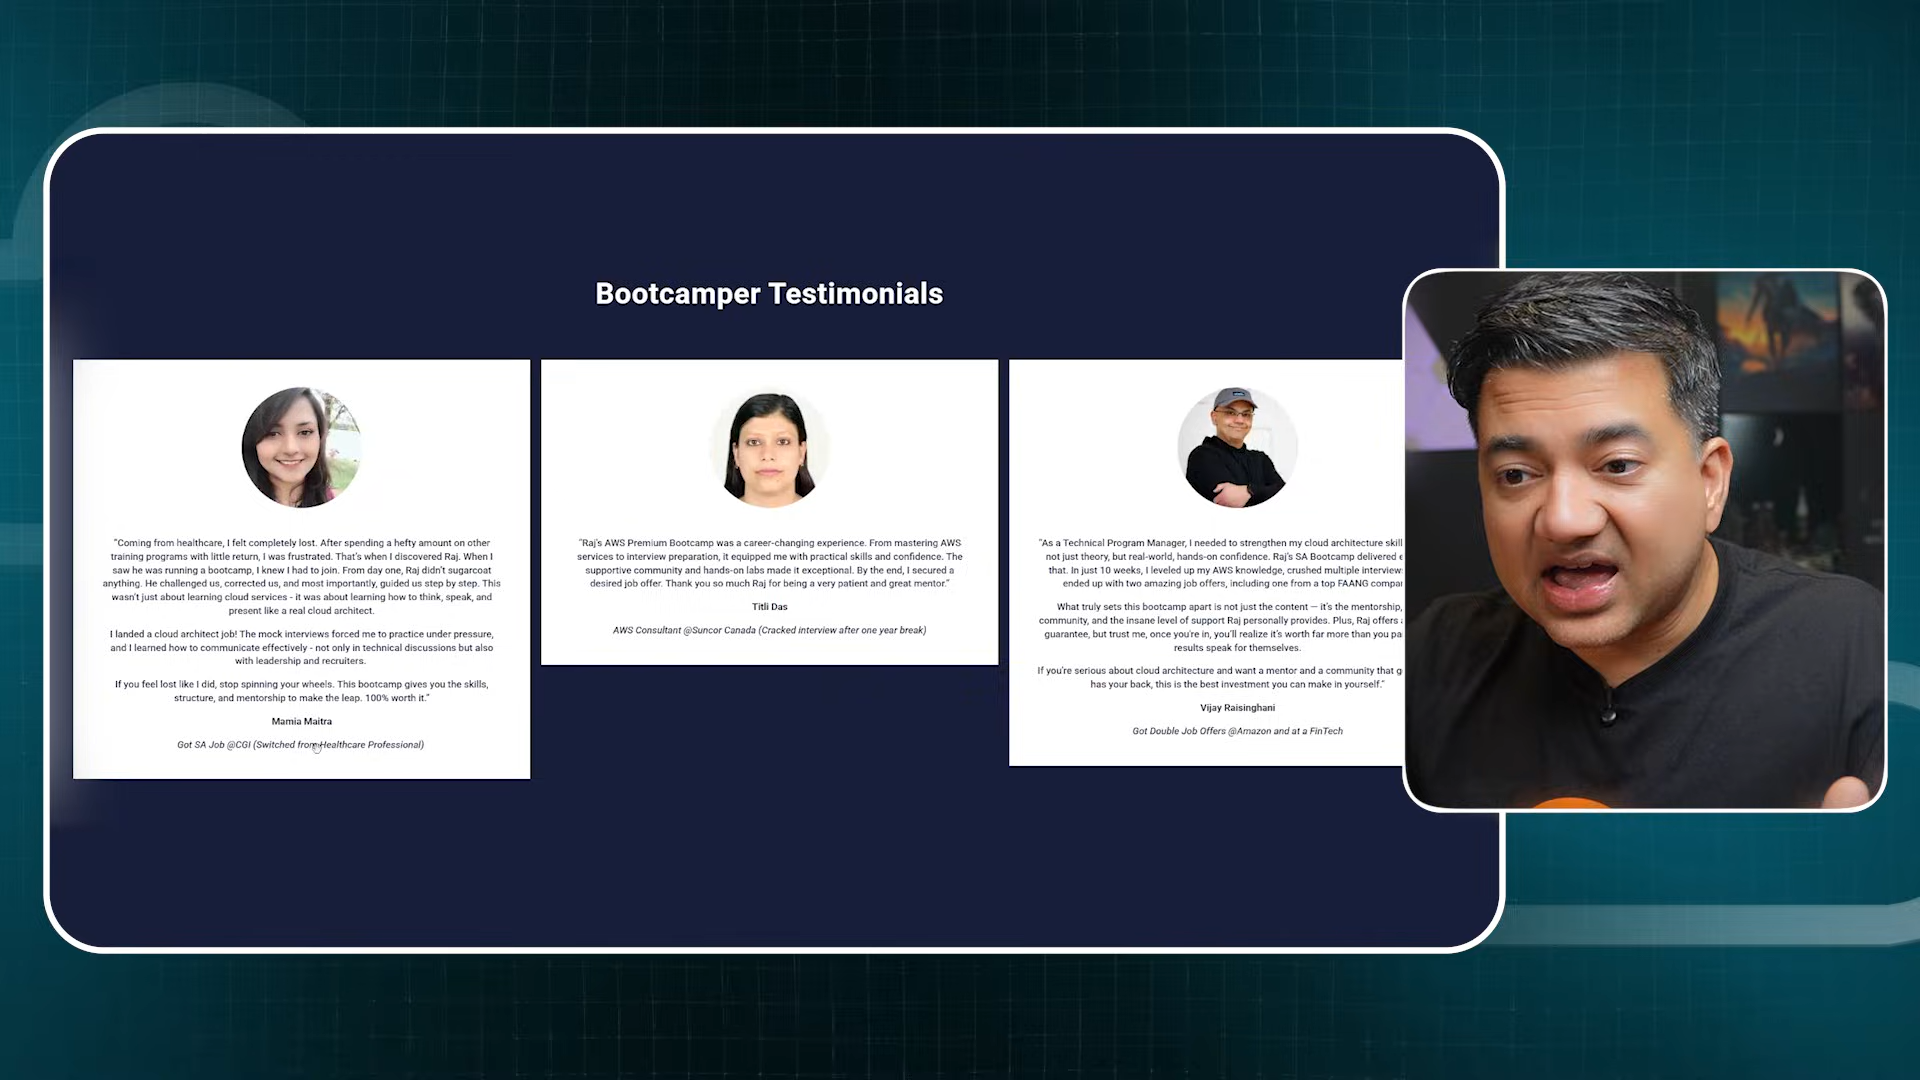 Bootcamper Testimonials
"Coming from healthcare, I felt completely lost. After spending a hefty amount on other
training programs with little return, I was frustrated. That's when I discovered Raj. When I
saw he was running a bootcamp, I knew I had to join. From day one, Raj didn't sugarcoat
anything. He challenged us, corrected us, and most importantly, guided us step by step. This
wasn't just about learning cloud services - it was about learning how to think, speak, and
present like a real cloud architect.
I landed a cloud architect job! The mock interviews forced me to practice under pressure,
and I learned how to communicate effectively - not only in technical discussions but also
with leadership and recruiters.
If you feel lost like I did, stop spinning your wheels. This bootcamp gives you the skills,
structure, and mentorship to make the leap. 100% worth it."
Mamia Maitra
Got SA Job @CGI (Switched from Healthcare Professional)
"Raj's AWS Premium Bootcamp was a career-changing experience. From mastering AWS
services to interview preparation, it equipped me with practical skills and confidence. The
supportive community and hands-on labs made it exceptional. By the end, I secured a
desired job offer. Thank you so much Raj for being a very patient and great mentor."
Titli Das
AWS Consultant @Suncor Canada (Cracked interview after one year break)
"As a Technical Program Manager, I needed to strengthen my cloud architecture skill
not just theory, but real-world, hands-on confidence. Raj's SA Bootcamp delivered
that. In just 10 weeks, I leveled up my AWS knowledge, crushed multiple interview
ended up with two amazing job offers, including one from a top FAANG compa
What truly sets this bootcamp apart is not just the content — it's the mentorship,
community, and the insane level of support Raj personally provides. Plus, Raj offers
guarantee, but trust me, once you're in, you'll realize it's worth far more than you pa
results speak for themselves.
If you're serious about cloud architecture and want a mentor and a community that g
has your back, this is the best investment you can make in yourself."
Vijay Raisinghani
Got Double Job Offers @Amazon and at a FinTech